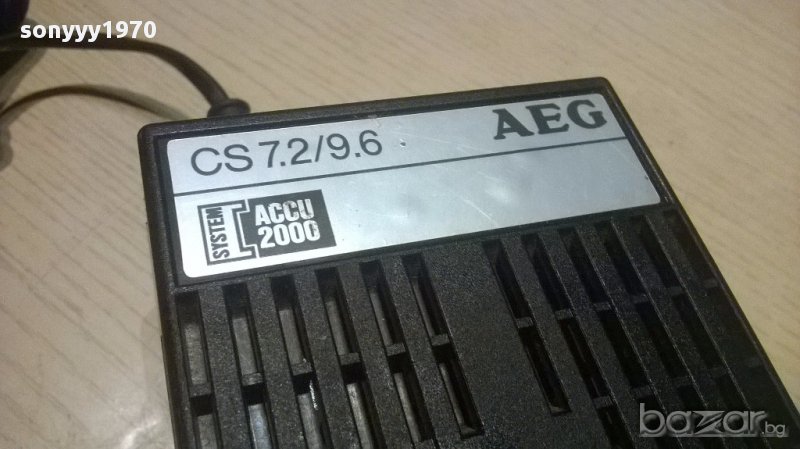 sonyyy1970
CS 7.2/9.6
AEG
SYSTEM
ACCU
2000
bazar.bg